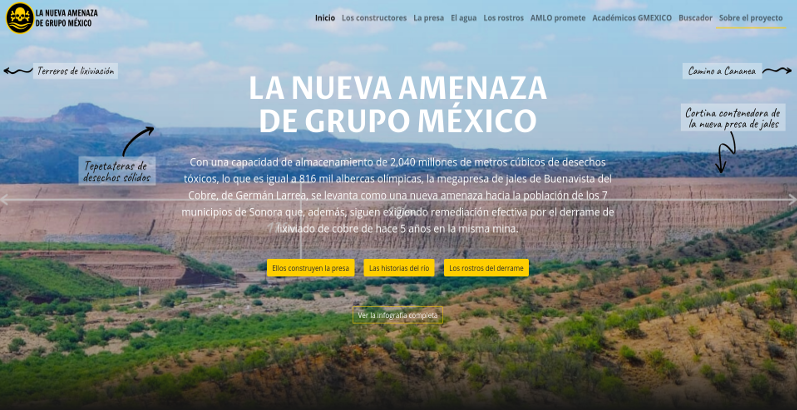 LA NUEVA AMENAZA
DE GRUPO MÉXICO
Inicio Los constructores La presa El agua Los rostros AMLO promete Académicos GMEXICO Buscador Sobre el proyecto
Terreros de lixiviación
Camino a Cananea
LA NUEVA AMENAZA
DE GRUPO MÉXICO
Cortina contenedora de
la nueva presa de jales
Tepetateras de
desechos sólidos
Con una capacidad de almacenamiento de 2,040 millones de metros cúbicos de desechos
tóxicos, lo que es igual a 816 mil albercas olímpicas, la megapresa de jales de Buenavista del
Cobre, de Germán Larrea, se levanta como una nueva amenaza hacia la población de los 7
municipios de Sonora que, además, siguen exigiendo remediación efectiva por el derrame de
lixiviado de cobre de hace 5 años en la misma mina.
Ellos construyen la presa Las historias del río Los rostros del derrame
Ver la infografía completa